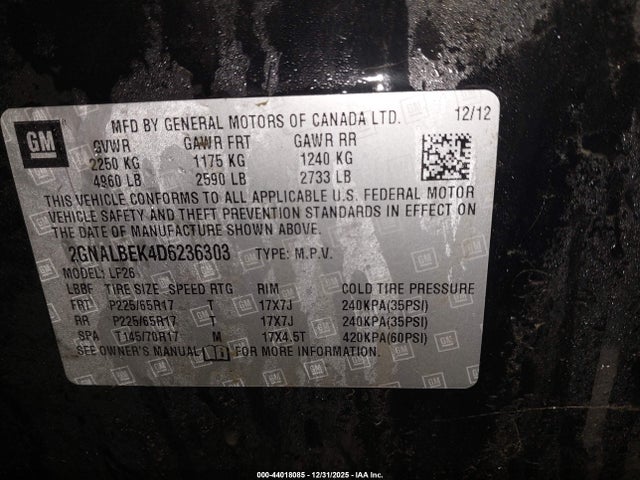 GM
MFD BY GENERAL MOTORS OF CANADA LTD. 12/12
GVWR GAWR FRT GAWR RR
2250 KG 1175 KG 1240 KG
4960 LB 2590 LB 2733 LB
THIS VEHICLE CONFORMS TO ALL APPLICABLE U.S. FEDERAL MOTOR
VEHICLE SAFETY AND THEFT PREVENTION STANDARDS IN EFFECT ON
THE DATE OF MANUFACTURE SHOWN ABOVE.
2GNALBEK4D6236303 TYPE: M.P.V.
MODEL: LP26
LBBF TIRE SIZE SPEED RTG RIM COLD TIRE PRESSURE
FRT P225/65R17 T 17X7J 240KPA(35PSI)
RR P225/65R17 T 17X7J 240KPA(35PSI)
SPA T145/70R17 M 17X4.5T 420KPA(60PSI)
SEE OWNER'S MANUAL FOR MORE INFORMATION.
000-44018085 - 12/31/2025 - IAA Inc.